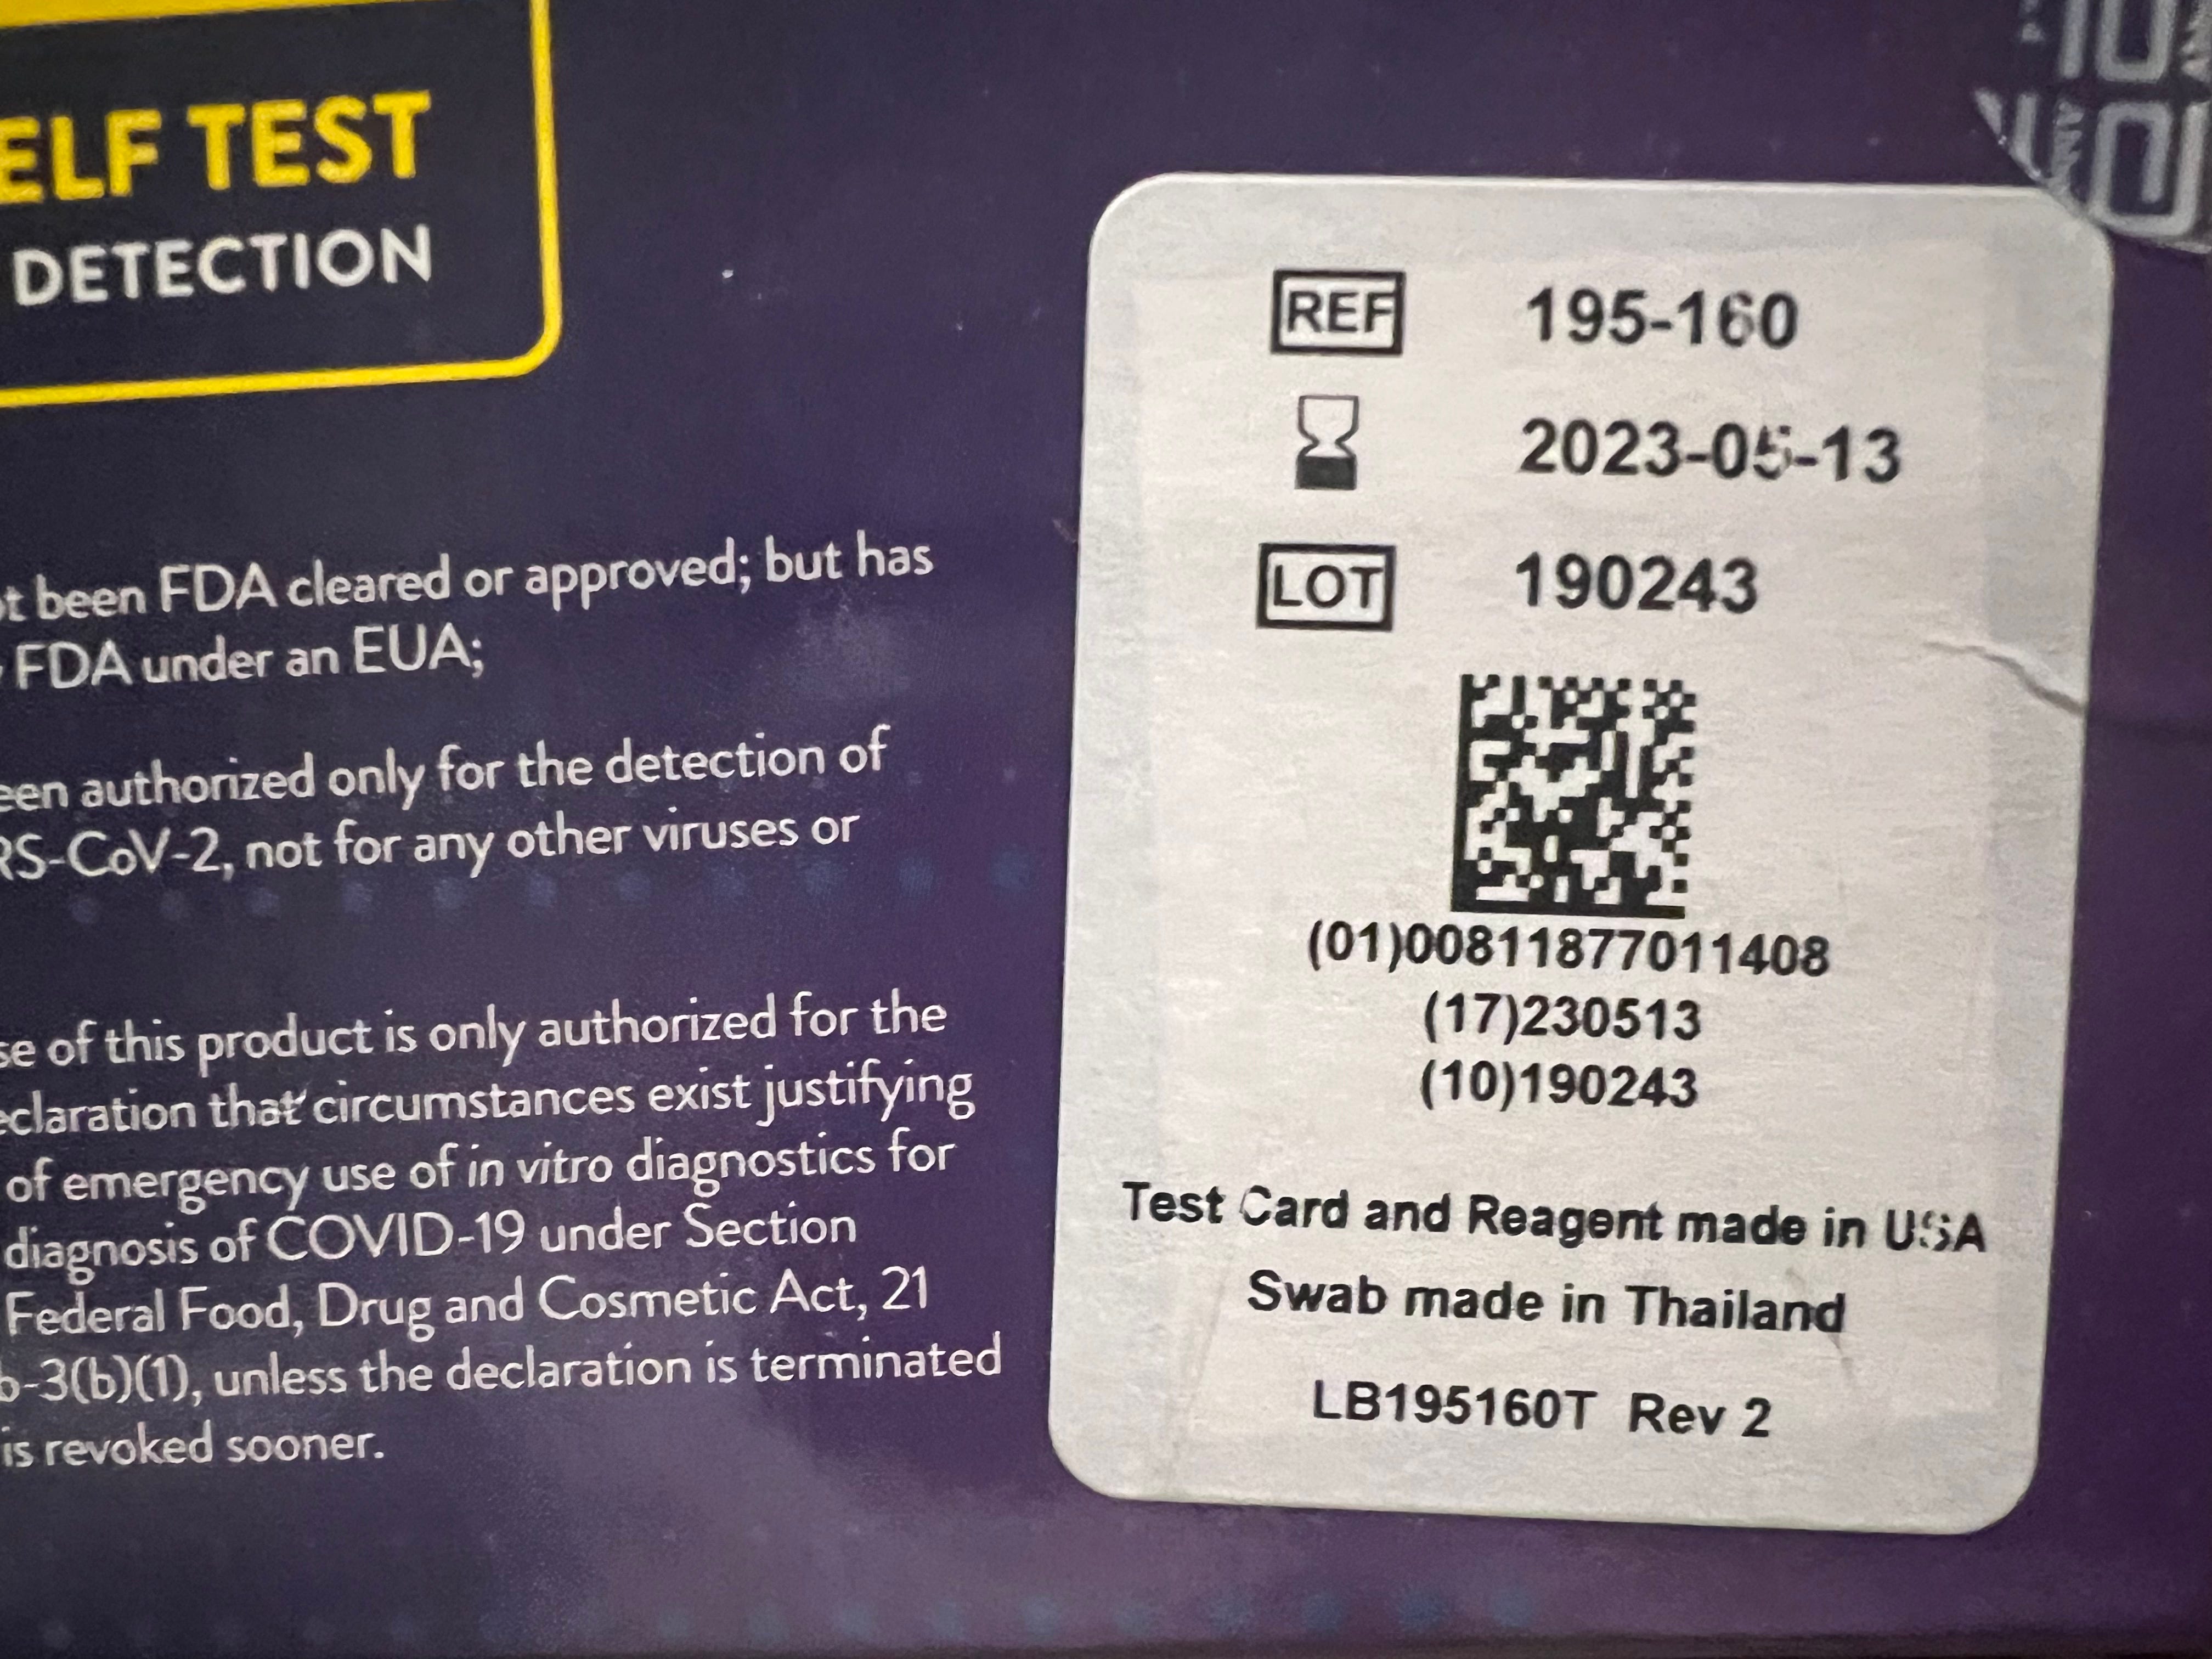 ELF TEST
DETECTION
t been FDA cleared or approved; but has
FDA under an EUA;
een authorized only for the detection of
RS-CoV-2, not for any other viruses or
se of this product is only authorized for the
eclaration that circumstances exist justifying
of emergency use of in vitro diagnostics for
diagnosis of COVID-19 under Section
Federal Food, Drug and Cosmetic Act, 21
b-3(b)(1), unless the declaration is terminated
is revoked sooner.
REF 195-160
2023-05-13
LOT 190243
(01)00811877011408
(17)230513
(10)190243
Test Card and Reagent made in USA
Swab made in Thailand
LB195160T Rev 2